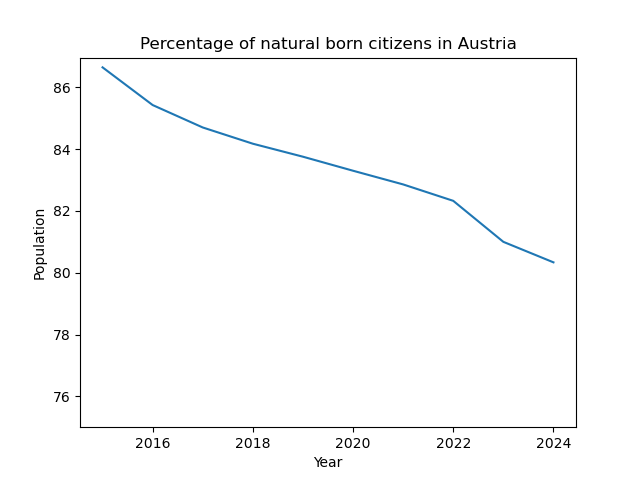 Percentage of natural born citizens in Austria
86
84
82
80
78
76
Population
2016 2018 2020 2022 2024
Year